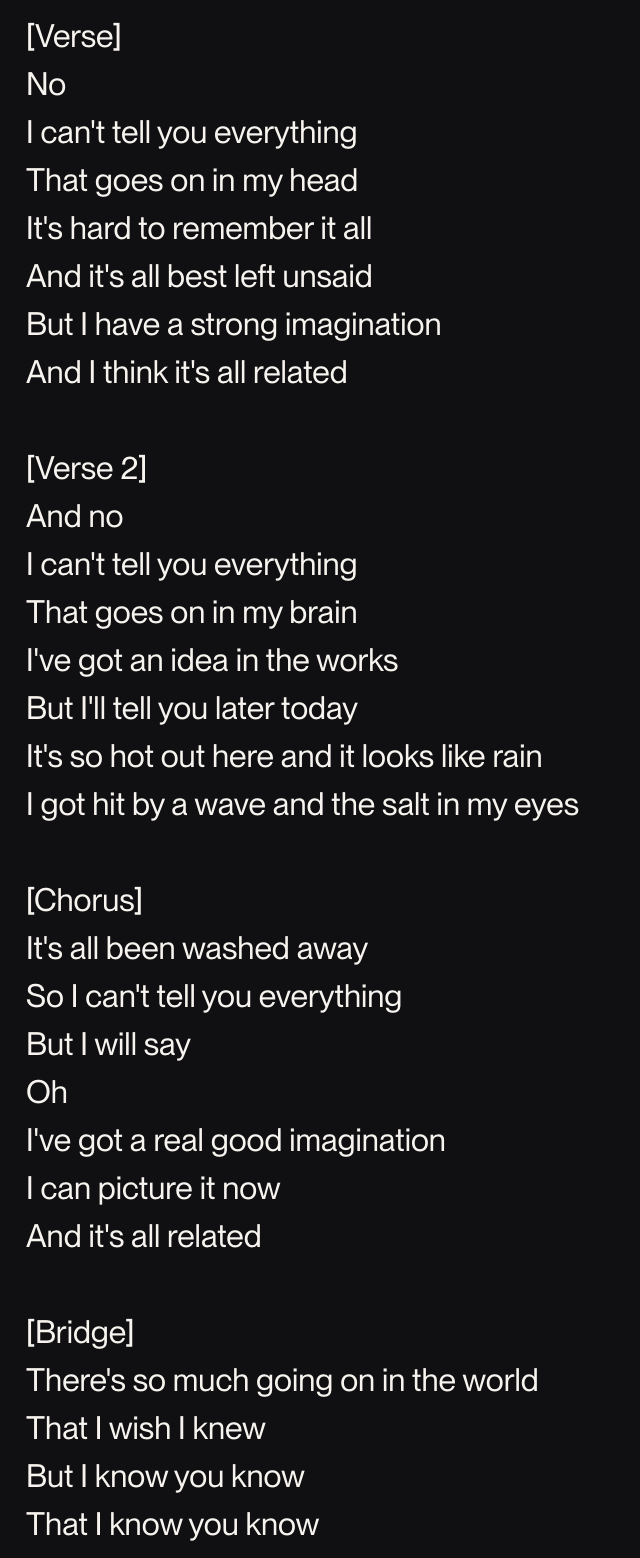 [Verse]
No
I can't tell you everything
That goes on in my head
It's hard to remember it all
And it's all best left unsaid
But I have a strong imagination
And I think it's all related
[Verse 2]
And no
I can't tell you everything
That goes on in my brain
I've got an idea in the works
But I'll tell you later today
It's so hot out here and it looks like rain
I got hit by a wave and the salt in my eyes
[Chorus]
It's all been washed away
So I can't tell you everything
But I will say
Oh
I've got a real good imagination
I can picture it now
And it's all related
[Bridge]
There's so much going on in the world
That I wish I knew
But I know you know
That I know you know